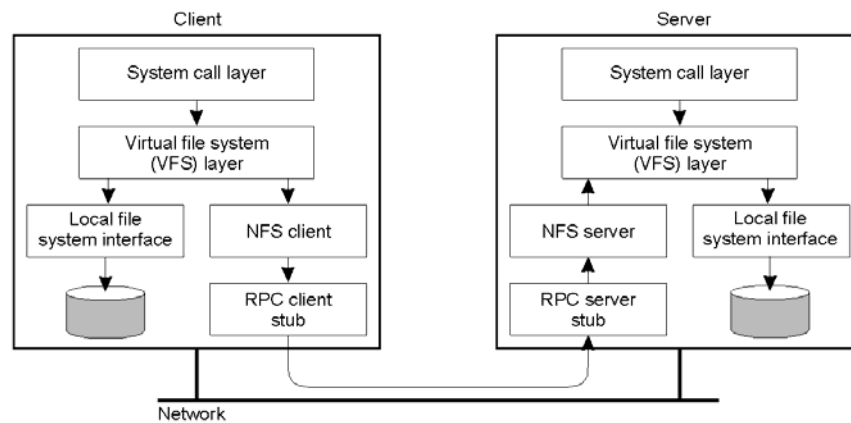 Client
Server
System call layer
System call layer
Virtual file system
(VFS) layer
Virtual file system
(VFS) layer
Local file
system interface
NFS client
NFS server
Local file
system interface
RPC client
stub
RPC server
stub
Network